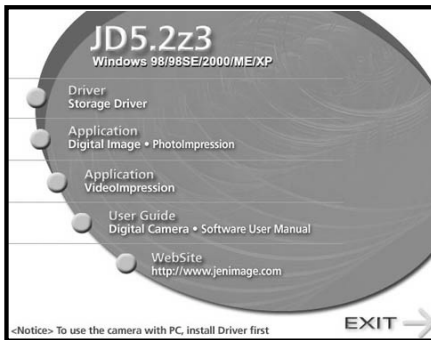 JD5.2z3
Windows 98/98SE/2000/ME/XP
Driver
Storage Driver
Application
Digital Image • PhotoImpression
Application
VideoImpression
User Guide
Digital Camera • Software User Manual
WebSite
http://www.jenimage.com
EXIT
<Notice> To use the camera with PC, install Driver first